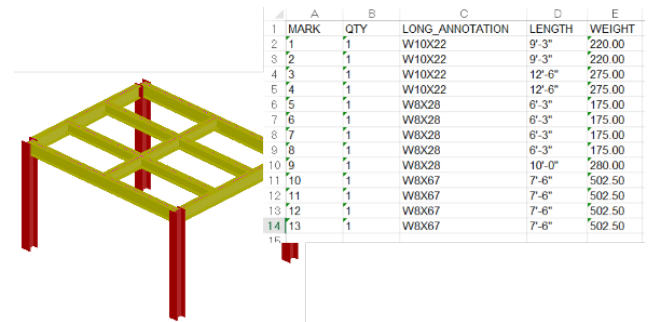 A B C D E
1 MARK QTY LONG_ANNOTATION LENGTH WEIGHT
2 1 1 W10X22 9'-3" 220.00
3 2 1 W10X22 9'-3" 220.00
4 3 1 W10X22 12'-6" 275.00
5 4 1 W10X22 12'-6" 275.00
6 5 1 W8X28 6'-3" 175.00
7 6 1 W8X28 6'-3" 175.00
8 7 1 W8X28 6'-3" 175.00
9 8 1 W8X28 6'-3" 175.00
10 9 1 W8X28 10'-0" 280.00
11 10 1 W8X67 7'-6" 502.50
12 11 1 W8X67 7'-6" 502.50
13 12 1 W8X67 7'-6" 502.50
14 13 1 W8X67 7'-6" 502.50
15